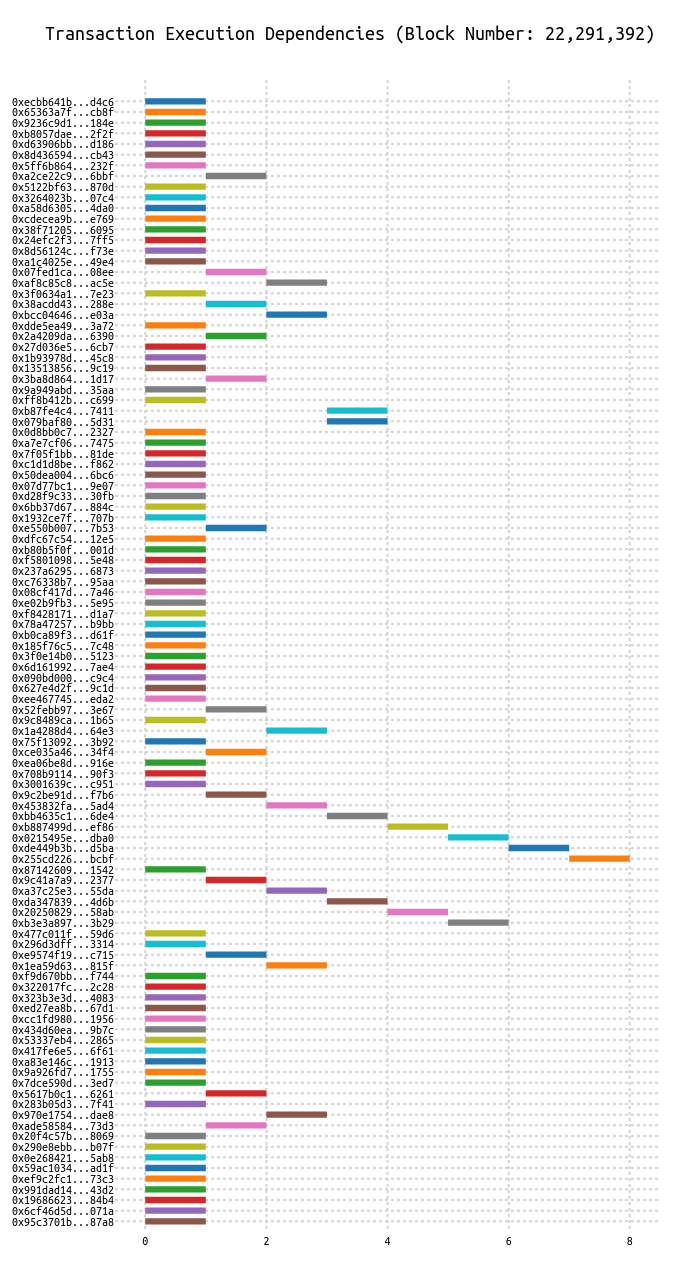 Transaction Execution Dependencies (Block Number: 22,291,392)
0xecbb641b...d4c6
0x65363a7f...cb8f
0x9236c9d1...184e
0xb8057dae...2f2f
0xd63906bb...d186
0x8d436594...cb43
0x5ff6b864...232f
0xa2ce22c9...6bbf
0x5122bf63...870d
0x3264023b...07c4
0xa58d6305...4da0
0xcdecea9b...e769
0x38f71205...6095
0x24efc2f3...7ff5
0x8d56124c...f73e
0xa1c4025e...49e4
0x07fed1ca...08ee
0xaf8c85c8...ac5e
0x3f0634a1...7e23
0x38acdd43...288e
0xbcc04646...e03a
0xdde5ea49...3a72
0x2a4209da...6390
0x27d036e5...6cb7
0x1b93978d...45c8
0x13513856...9c19
0x3ba8d864...1d17
0x9a949abd...35aa
0xff8b412b...c699
0xb87fe4c4...7411
0x079baf80...5d31
0x0d8bb0c7...2327
0xa7e7cf06...7475
0x7f05f1bb...81de
0xc1d1d8be...f862
0x50dea004...6bc6
0x07d77bc1...9e07
0xd28f9c33...30fb
0x6bb37d67...884c
0x1932ce7f...707b
0xe550b007...7b53
0xdfc67c54...12e5
0xb80b5f0f...001d
0xf5801098...5e48
0x237a6295...6873
0xc76338b7...95aa
0x08cf417d...7a46
0xe02b9fb3...5e95
0xf8428171...d1a7
0x78a47257...b9bb
0xb0ca89f3...d61f
0x185f76c5...7c48
0x3f0e14b0...5123
0x6d161992...7ae4
0x090bd000...c9c4
0x627e4d2f...9c1d
0xee467745...eda2
0x52febb97...3e67
0x9c8489ca...1b65
0x1a4288d4...64e3
0x75f13092...3b92
0xce035a46...34f4
0xea06be8d...916e
0x708b9114...90f3
0x3001639c...c951
0x9c2be91d...f7b6
0x453832fa...5ad4
0xbb4635c1...6de4
0xb887499d...ef86
0x0215495e...dba0
0xde449b3b...d5ba
0x255cd226...bcbf
0x87142609...1542
0x9c41a7a9...2377
0xa37c25e3...55da
0xda347839...4d6b
0x20250829...58ab
0xb3e3a897...3b29
0x477c011f...59d6
0x296d3dff...3314
0xe9574f19...c715
0x1ea59d63...815f
0xf9d670bb...f744
0x322017fc...2c28
0x323b3e3d...4083
0xed27ea8b...67d1
0xcc1fd980...1956
0x434d60ea...9b7c
0x53337eb4...2865
0x417fe6e5...6f61
0xa83e146c...1913
0x9a926fd7...1755
0x7dce590d...3ed7
0x5617b0c1...6261
0x283b05d3...7f41
0x970e1754...dae8
0xade58584...73d3
0x20f4c57b...8069
0x290e8ebb...b07f
0x0e268421...5ab8
0x59ac1034...ad1f
0xef9c2fc1...73c3
0x991dad14...43d2
0x19686623...84b4
0x6cf46d5d...071a
0x95c3701b...87a8
0 2 4 6 8